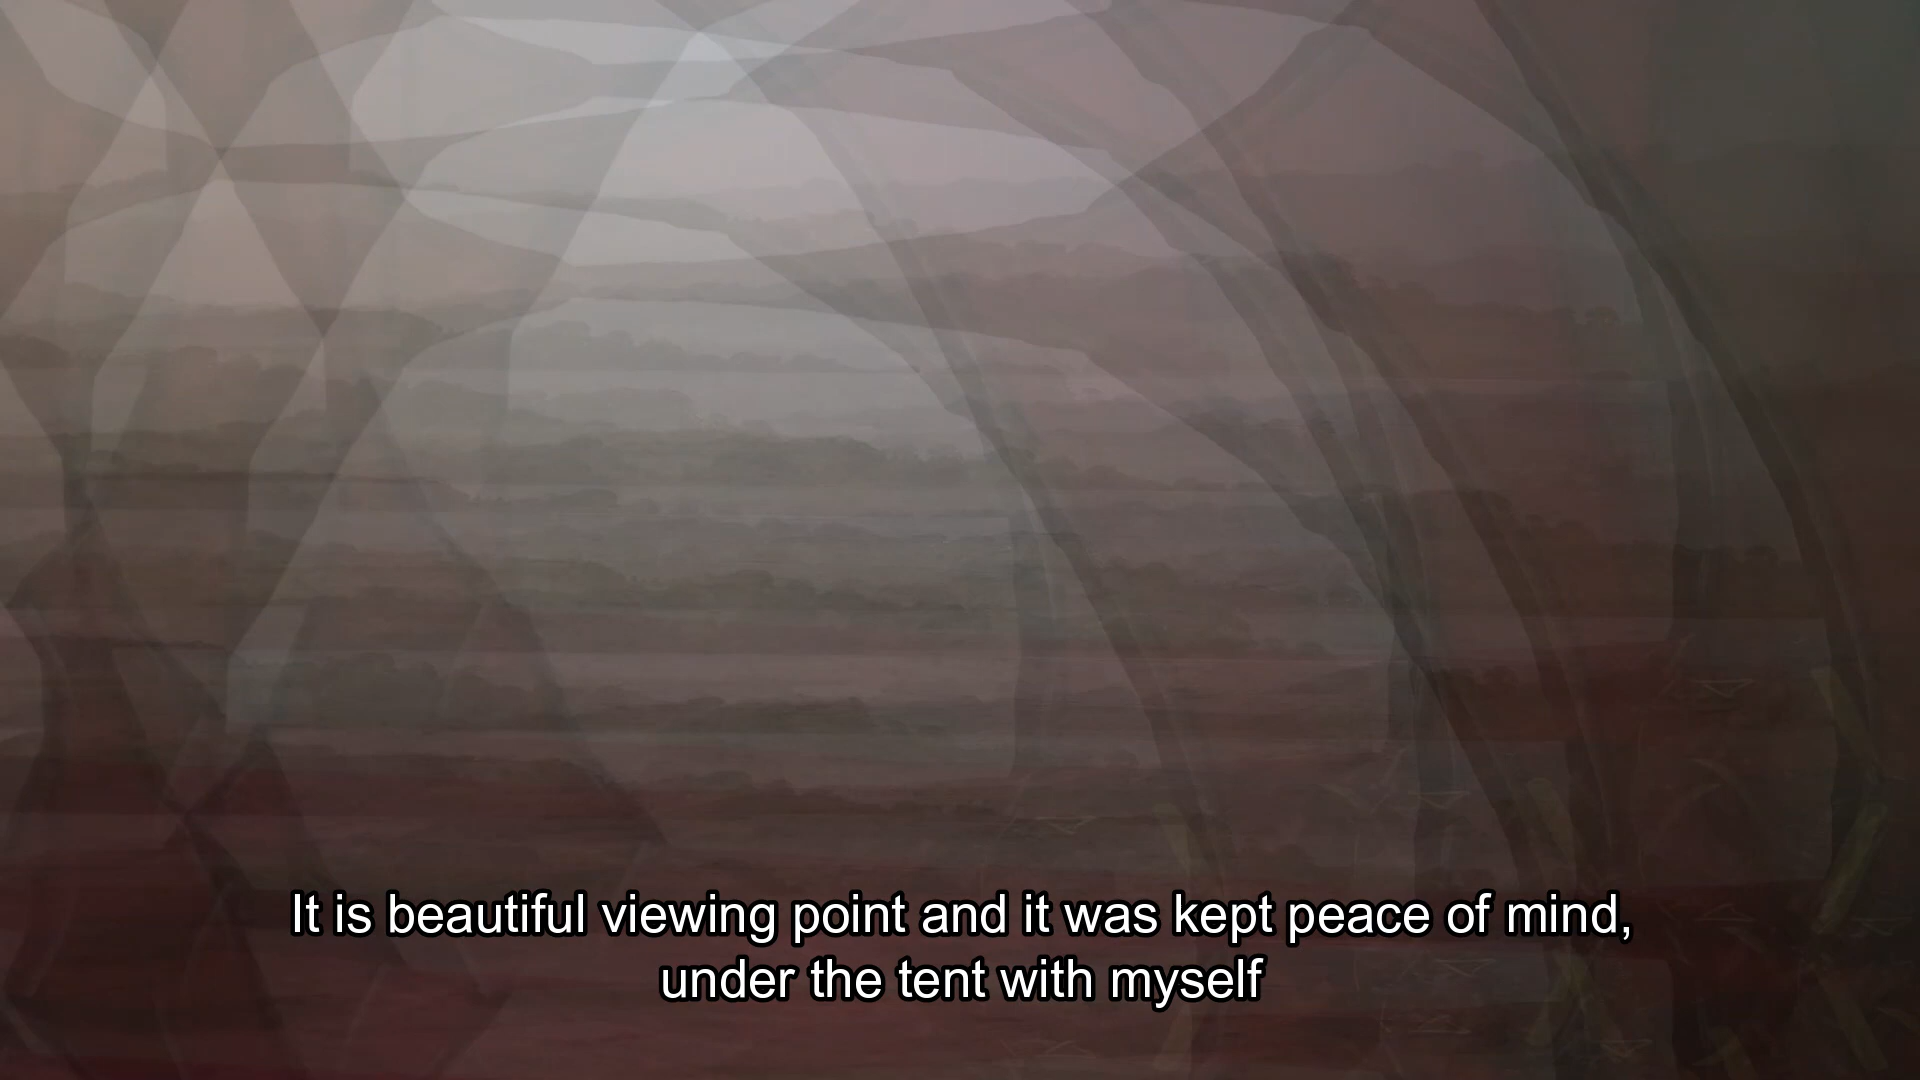 It is beautiful viewing point and it was kept peace of mind,
under the tent with myself